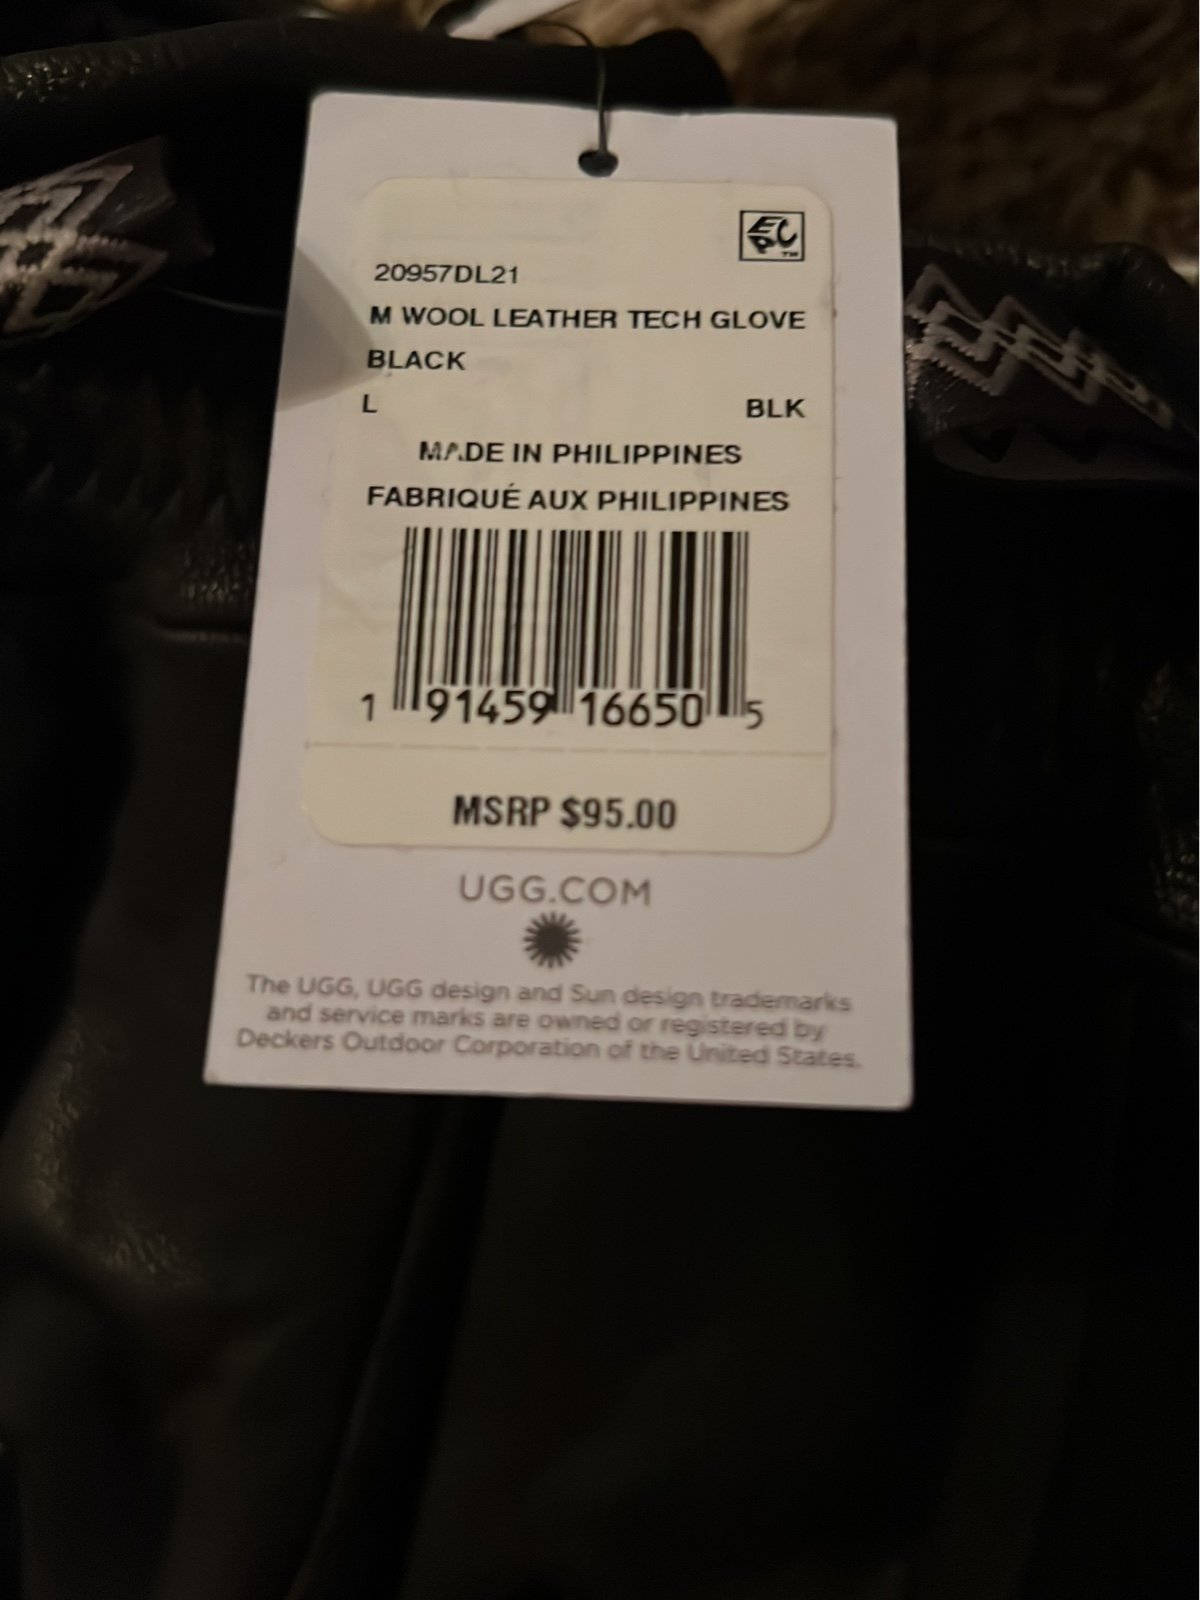 EPC™
20957DL21
M WOOL LEATHER TECH GLOVE
BLACK
L BLK
MADE IN PHILIPPINES
FABRIQUÉ AUX PHILIPPINES
1 91459 16650 5
MSRP $95.00
UGG.COM
The UGG, UGG design and Sun design trademarks
and service marks are owned or registered by
Deckers Outdoor Corporation of the United States.